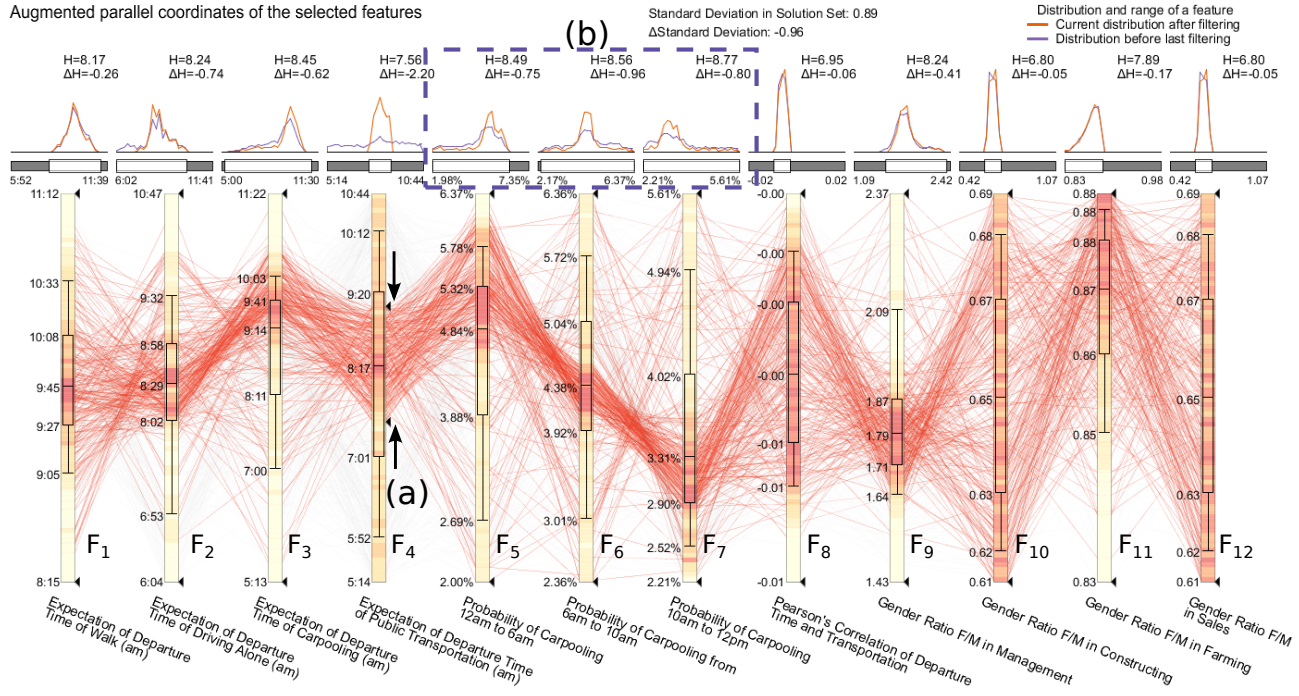 Augmented parallel coordinates of the selected features
(b)
Standard Deviation in Solution Set: 0.89
ΔStandard Deviation: -0.96
Distribution and range of a feature
Current distribution after filtering
Distribution before last filtering
H=8.17
ΔH=-0.26
H=8.24
ΔH=-0.74
H=8.45
ΔH=-0.62
H=7.56
ΔH=-2.20
H=8.49
ΔH=-0.75
H=8.56
ΔH=-0.96
H=8.77
ΔH=-0.80
H=6.95
ΔH=-0.06
H=8.24
ΔH=-0.41
H=6.80
ΔH=-0.05
H=7.89
ΔH=-0.17
H=6.80
ΔH=-0.05
5:52 11:39
6:02 11:41
5:00 11:30
5:14 10:44
1.98% 7.35%
2.17% 6.37%
2.21% 5.61%
-0.02 0.02
1.09 2.42
0.42 1.07
0.83 0.98
0.42 1.07
11:12
10:33
10:08
9:45
9:27
9:05
8:15
F1
10:47
9:32
8:58
8:29
8:02
6:53
6:04
F2
11:22
10:03
9:41
9:14
8:11
7:00
5:13
F3
10:44
10:12
9:20
8:17
7:01
5:52
5:14
(a)
F4
6.37%
5.78%
5.32%
4.84%
3.88%
2.69%
2.00%
F5
6.36%
5.72%
5.04%
4.38%
3.92%
3.01%
2.36%
F6
5.61%
4.94%
4.02%
3.31%
2.90%
2.52%
2.21%
F7
-0.00
-0.00
-0.00
-0.00
-0.01
-0.01
-0.01
F8
2.37
2.09
1.87
1.79
1.71
1.64
1.43
F9
0.69
0.68
0.67
0.65
0.63
0.62
0.61
F10
0.88
0.88
0.88
0.87
0.86
0.85
0.83
F11
0.69
0.68
0.67
0.65
0.63
0.62
0.61
F12
Expectation of Departure
Time of Walk (am)
Expectation of Departure
Time of Driving Alone (am)
Expectation of Departure
Time of Carpooling (am)
Expectation of Departure Time
of Public Transportation (am)
Probability of Carpooling
12am to 6am
Probability of Carpooling from
6am to 10am
Probability of Carpooling
10am to 12pm
Pearson's Correlation of Departure
Time and Transportation
Gender Ratio F/M in Management
Gender Ratio F/M in Constructing
Gender Ratio F/M in Farming
Gender Ratio F/M
in Sales